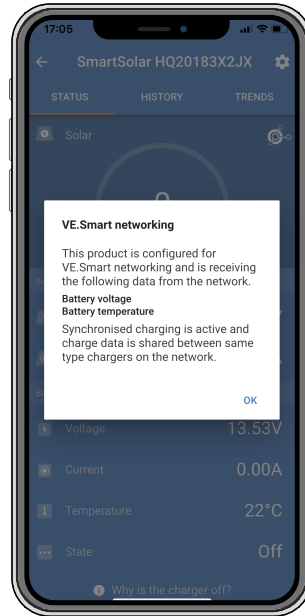 17:05
SmartSolar HQ20183X2JX
STATUS HISTORY TRENDS
Solar
VE.Smart networking
This product is configured for
VE.Smart networking and is receiving
the following data from the network.
Battery voltage
Battery temperature
Synchronised charging is active and
charge data is shared between same
type chargers on the network.
OK
Voltage 13.53V
Current 0.00A
Temperature 22°C
State Off
Why is the charger off?